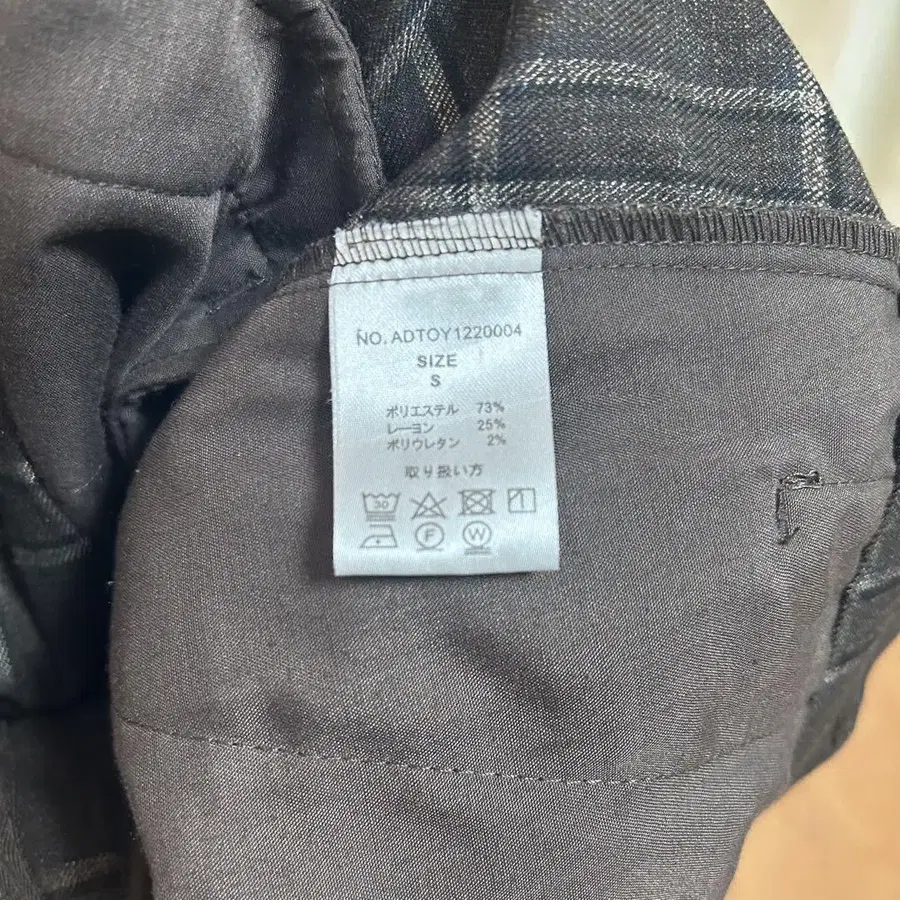 NO. ADTOY1220004
SIZE
S
ポリエステル 73%
レーヨン 25%
ポリウレタン 2%
取り扱い方
30
F W